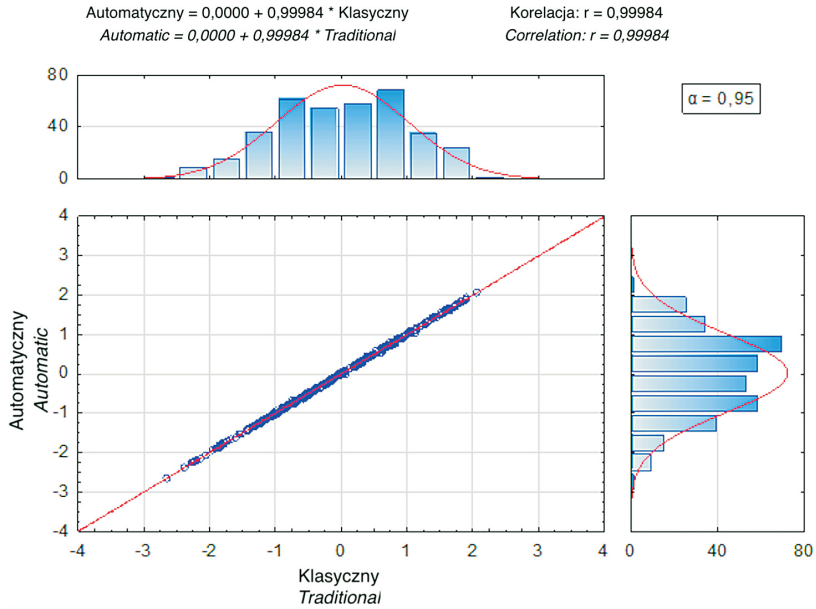 Automatyczny = 0,0000 + 0,99984 * Klasyczny
Automatic = 0,0000 + 0,99984 * Traditional
Korelacja: r = 0,99984
Correlation: r = 0,99984
80
40
0
α = 0,95
4
3
2
1
0
-1
-2
-3
-4
Automatyczny
Automatic
-4 -3 -2 -1 0 1 2 3 4
0 40 80
Klasyczny
Traditional